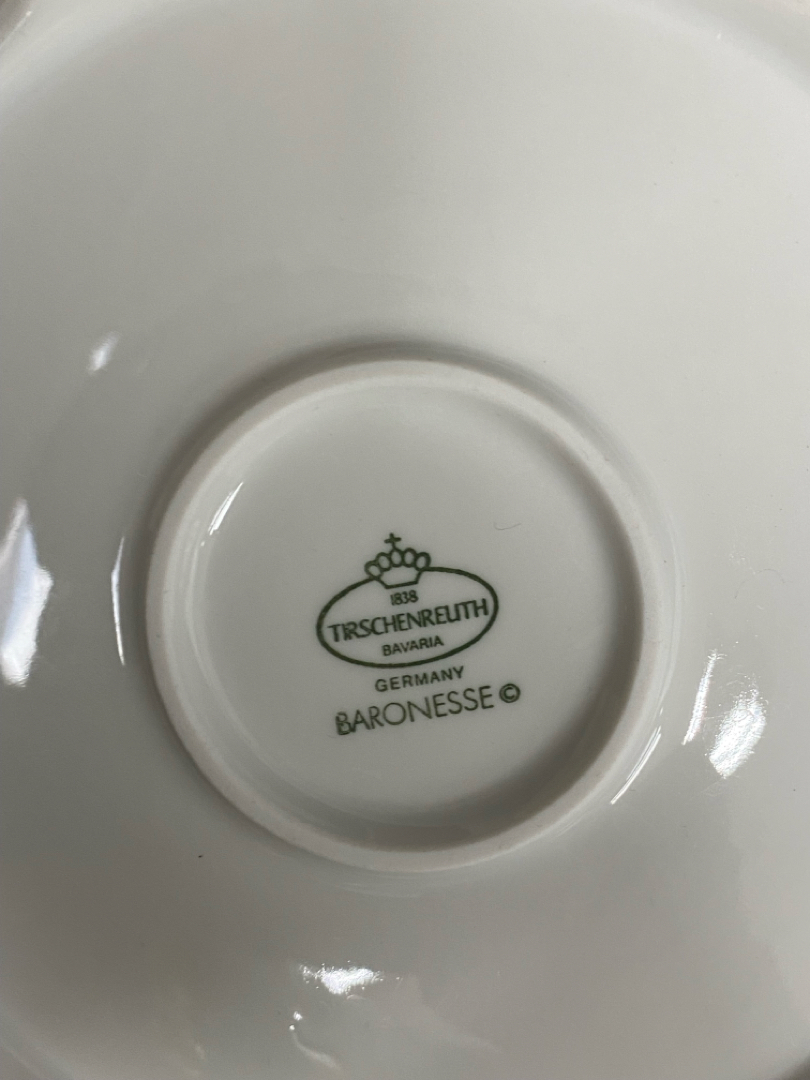 1838
TIRSCHENREUTH
BAVARIA
GERMANY
BARONESSE ©